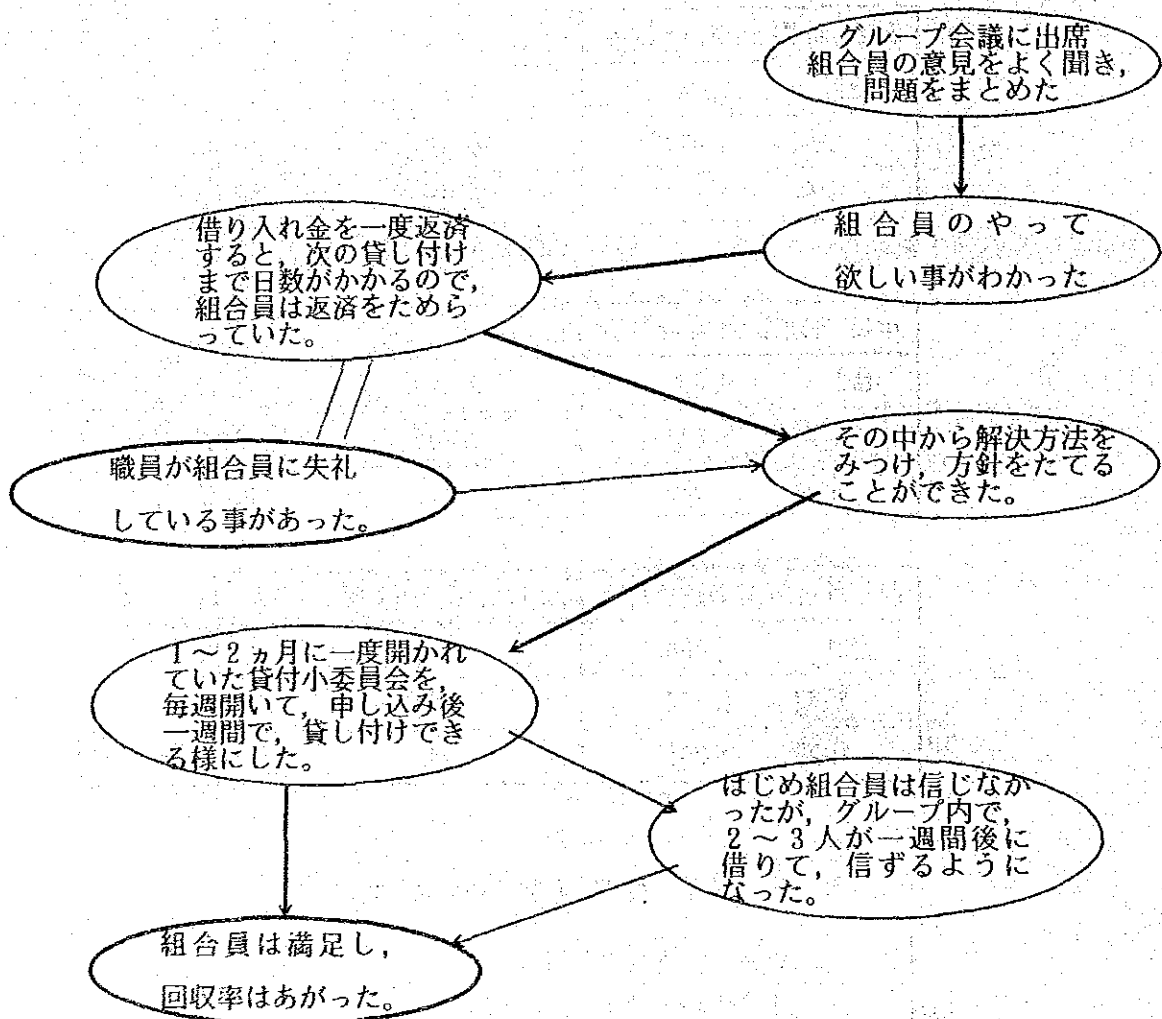 グループ会議に出席
組合員の意見をよく聞き,
問題をまとめた
組合員のやって
欲しい事がわかった
借り入れ金を一度返済
すると, 次の貸し付け
まで日数がかかるので,
組合員は返済をためら
っていた。
職員が組合員に失礼
している事があった。
その中から解決方法を
みつけ, 方針をたてる
ことができた。
1～2ヵ月に一度開かれ
ていた貸付小委員会を,
毎週開いて, 申し込み後
一週間で, 貸し付けでき
る様にした。
はじめ組合員は信じなか
ったが, グループ内で,
2～3人が一週間後に
借りて, 信ずるように
なった。
組合員は満足し,
回収率はあがった。